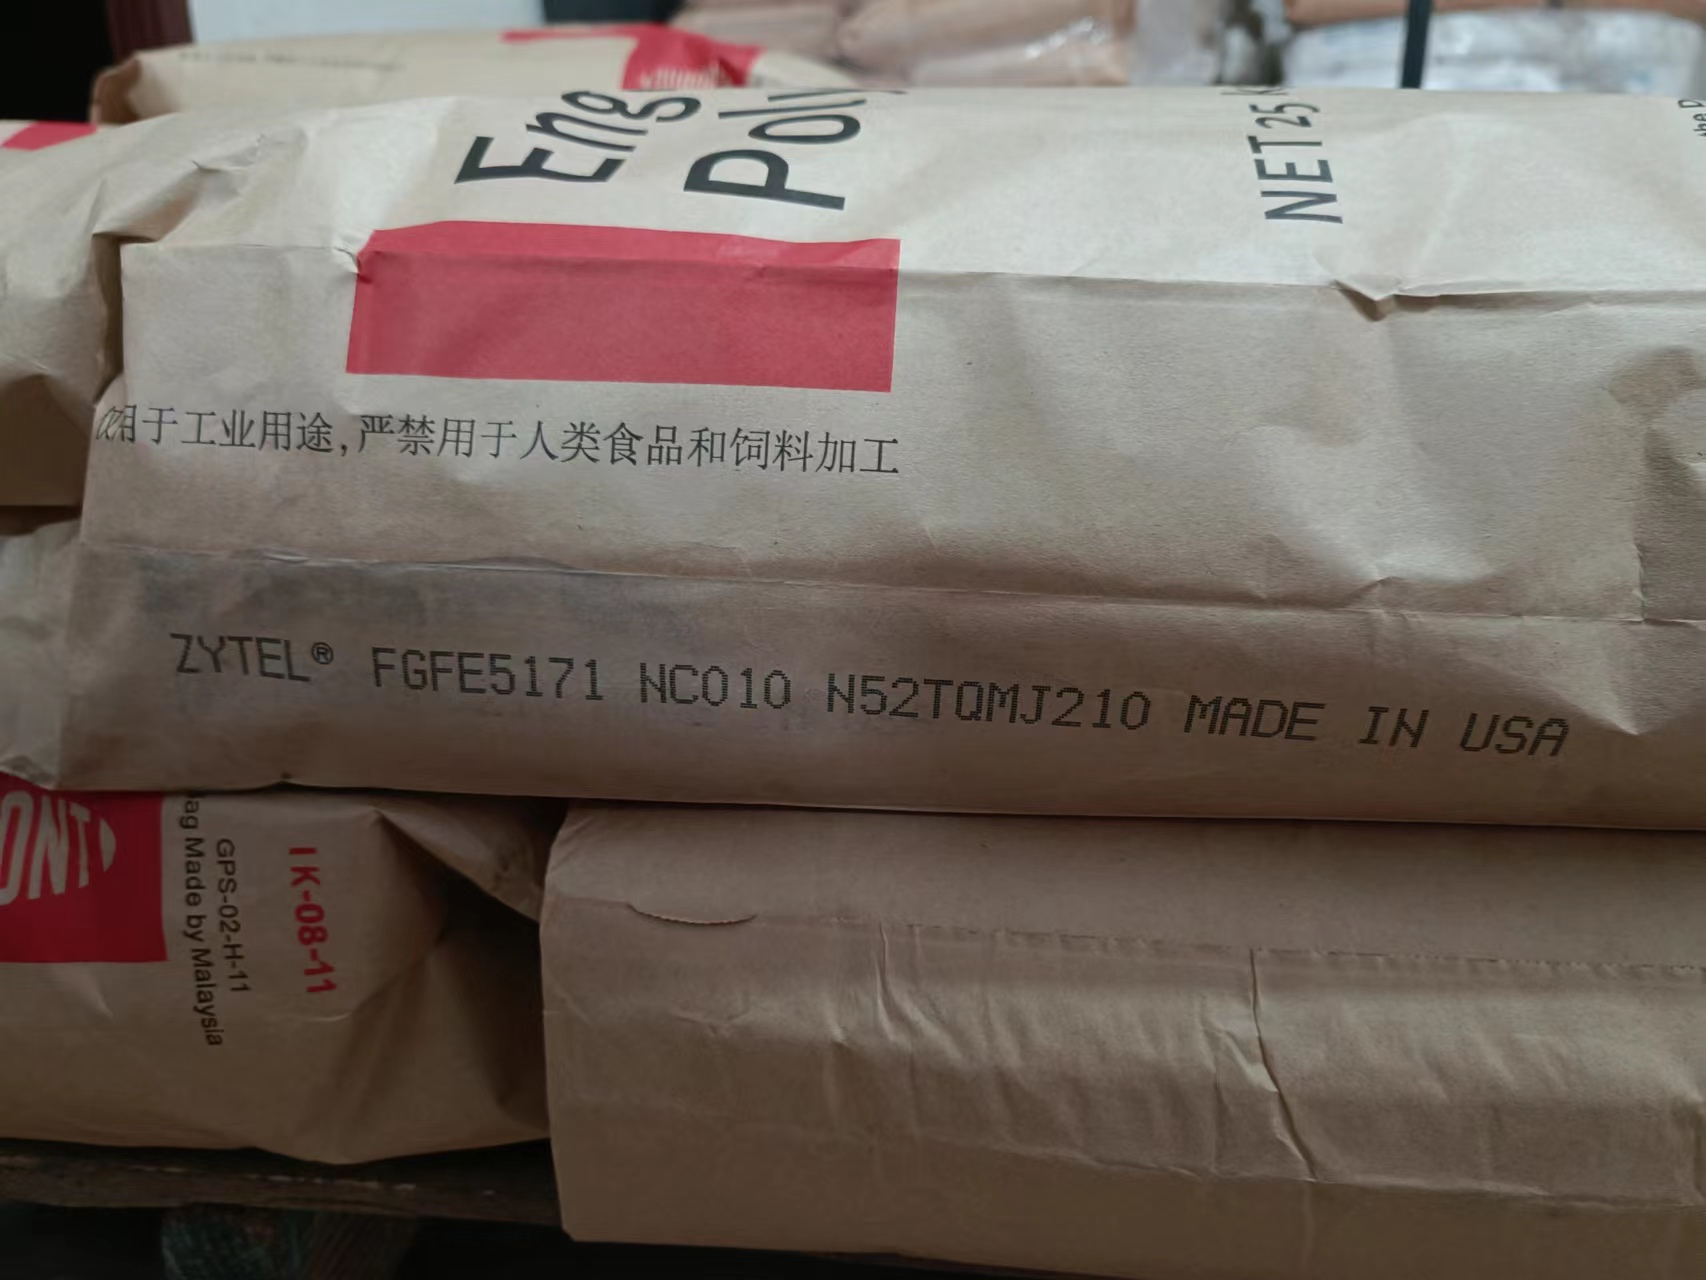 Eng
Poly
NET 25
用于工业用途,严禁用于人类食品和饲料加工
ZYTEL® FGFE5171 NC010 N52TQMJ210 MADE IN USA
ONT
Made by Malaysia
GPS-02-H-11
I K-08-11
the